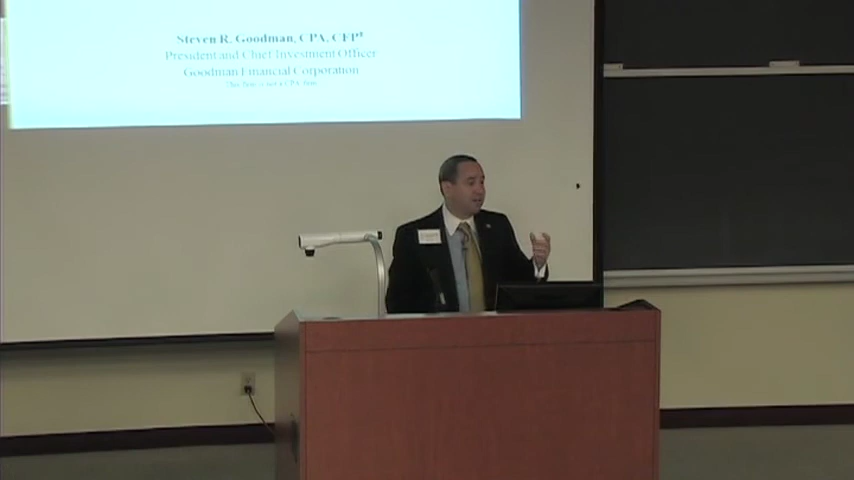 Steven R. Goodman, CPA, CFP
President and Chief Investment Officer
Goodman Financial Corporation